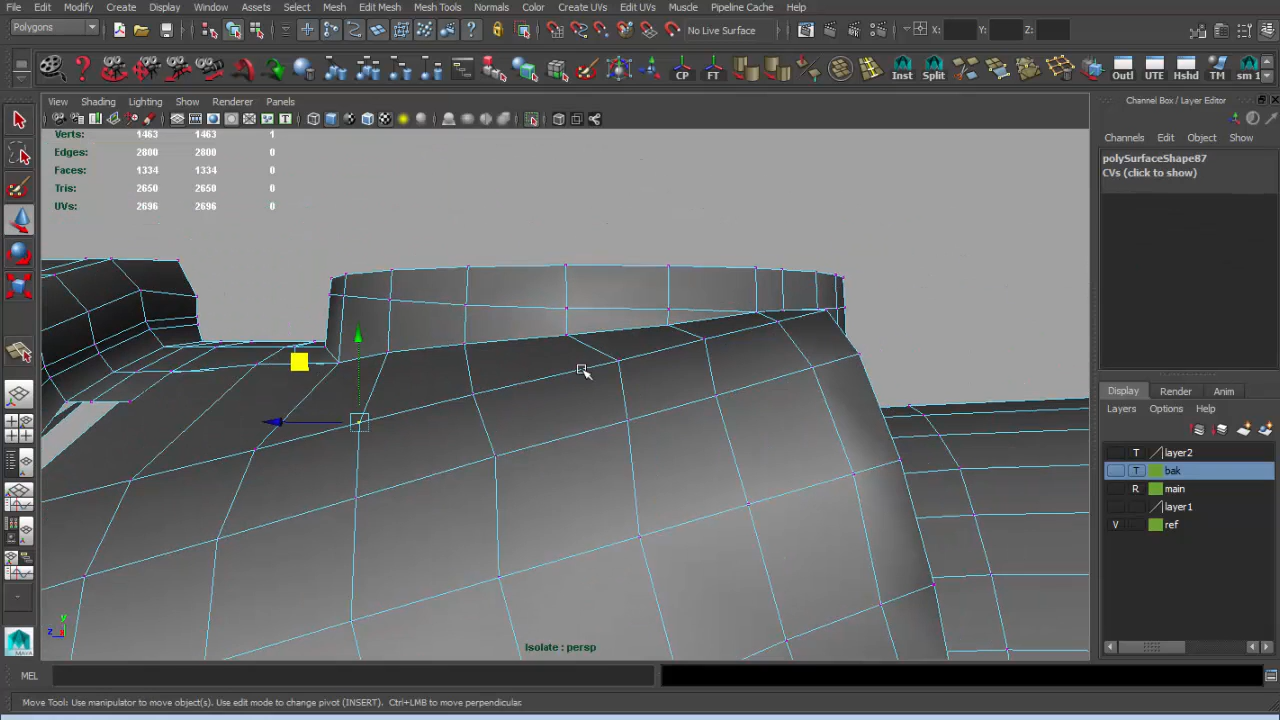 File Edit Modify Create Display Window Assets Select Mesh Edit Mesh Mesh Tools Normals Color Create UVs Edit UVs Muscle Pipeline Cache Help
Polygons
No Live Surface X: Y: Z:
CP FT Inst Split Outl UTE Hshd TM sm 1
View Shading Lighting Show Renderer Panels
Channel Box / Layer Editor
Channels Edit Object Show
polySurfaceShape87
CVs (click to show)
Verts: 1463 1463 1
Edges: 2800 2800 0
Faces: 1334 1334 0
Tris: 2650 2650 0
UVs: 2696 2696 0
Display Render Anim
Layers Options Help
T layer2
T bak
R main
layer1
V ref
y
z
Isolate : persp
MAYA
MEL
Move Tool: Use manipulator to move object(s). Use edit mode to change pivot (INSERT). Ctrl+LMB to move perpendicular.